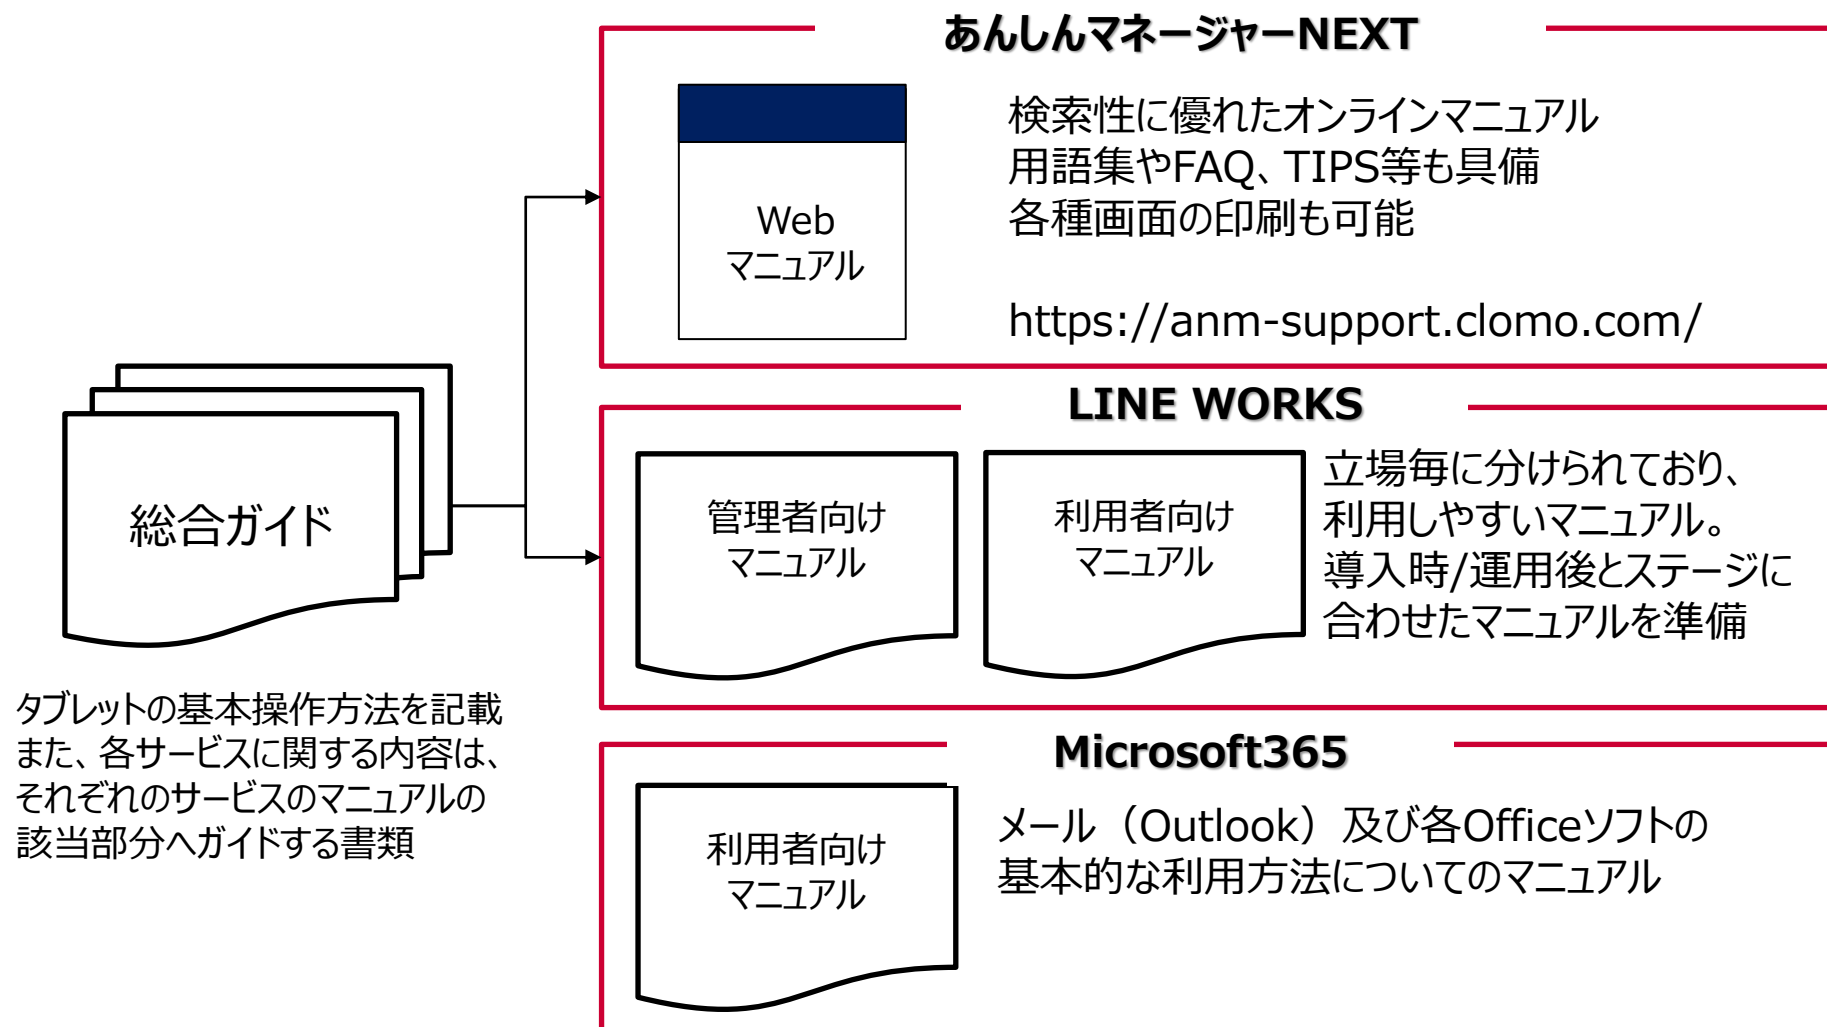 あんしんマネージャーNEXT
Web
マニュアル
検索性に優れたオンラインマニュアル
用語集やFAQ、TIPS等も具備
各種画面の印刷も可能
https://anm-support.clomo.com/
総合ガイド
タブレットの基本操作方法を記載
また、各サービスに関する内容は、
それぞれのサービスのマニュアルの
該当部分へガイドする書類
LINE WORKS
管理者向け
マニュアル
利用者向け
マニュアル
立場毎に分けられており、
利用しやすいマニュアル。
導入時/運用後とステージに
合わせたマニュアルを準備
Microsoft365
利用者向け
マニュアル
メール（Outlook）及び各Officeソフトの
基本的な利用方法についてのマニュアル